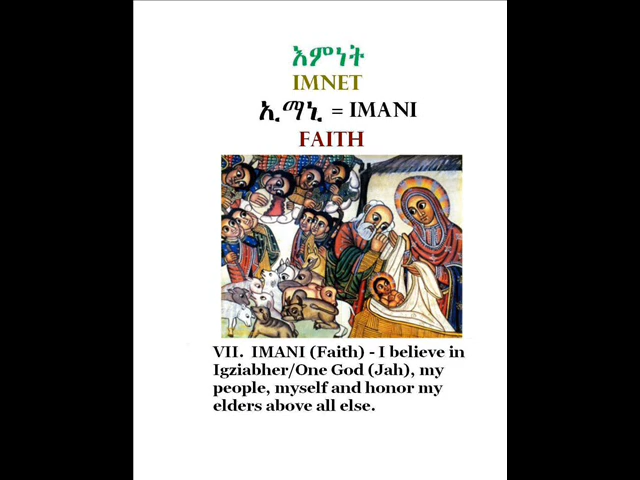 እምነት
IMNET
ኢማኒ = IMANI
FAITH
VII. IMANI (Faith) - I believe in
Igziabher/One God (Jah), my
people, myself and honor my
elders above all else.